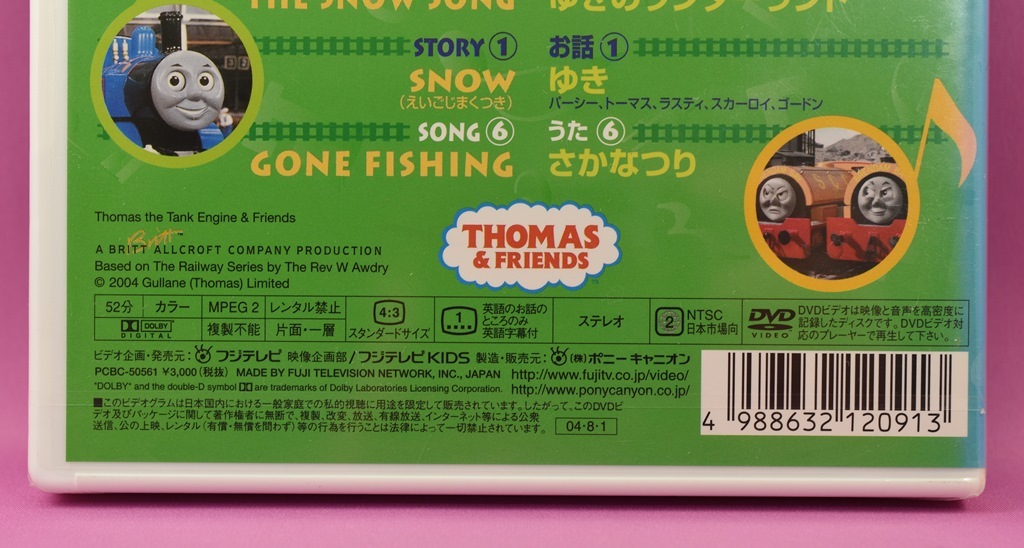 THE SNOW SONG ゆきのワンダーランド
STORY① お話①
SNOW ゆき
(えいごじまくつき) パーシー、トーマス、ラスティ、スカーロイ、ゴードン
SONG⑥ うた⑥
GONE FISHING さかなつり
Thomas the Tank Engine & Friends
Britt™
A BRITT ALLCROFT COMPANY PRODUCTION
Based on The Railway Series by The Rev W Awdry
© 2004 Gullane (Thomas) Limited
THOMAS
& FRIENDS™
52分 カラー MPEG 2 レンタル禁止
DOLBY DIGITAL 複製不能 片面・一層
4:3
スタンダードサイズ
1 英語のお話の
ところのみ
英語字幕付
ステレオ
2 NTSC
日本市場向
DVD VIDEO
DVDビデオは映像と音声を高密度に
記録したディスクです。DVDビデオ対
応のプレーヤーで再生して下さい。
ビデオ企画・発売元: フジテレビ 映像企画部/フジテレビKIDS 製造・販売元: (株)ポニーキャニオン
PCBC-50561 ¥3,000(税抜) MADE BY FUJI TELEVISION NETWORK, INC., JAPAN http://www.fujitv.co.jp/video/
"DOLBY" and the double-D symbol are trademarks of Dolby Laboratories Licensing Corporation. http://www.ponycanyon.co.jp/
■このビデオグラムは日本国内における一般家庭での私的視聴に用途を限定して販売されています。したがって、このDVDビ
デオ及びパッケージに関して著作権者に無断で、複製、改変、放送、有線放送、インターネット等による公衆
送信、公の上映、レンタル(有償・無償を問わず)等の行為を行うことは法律によって一切禁止されています。 04・8・1
4 988632 120913